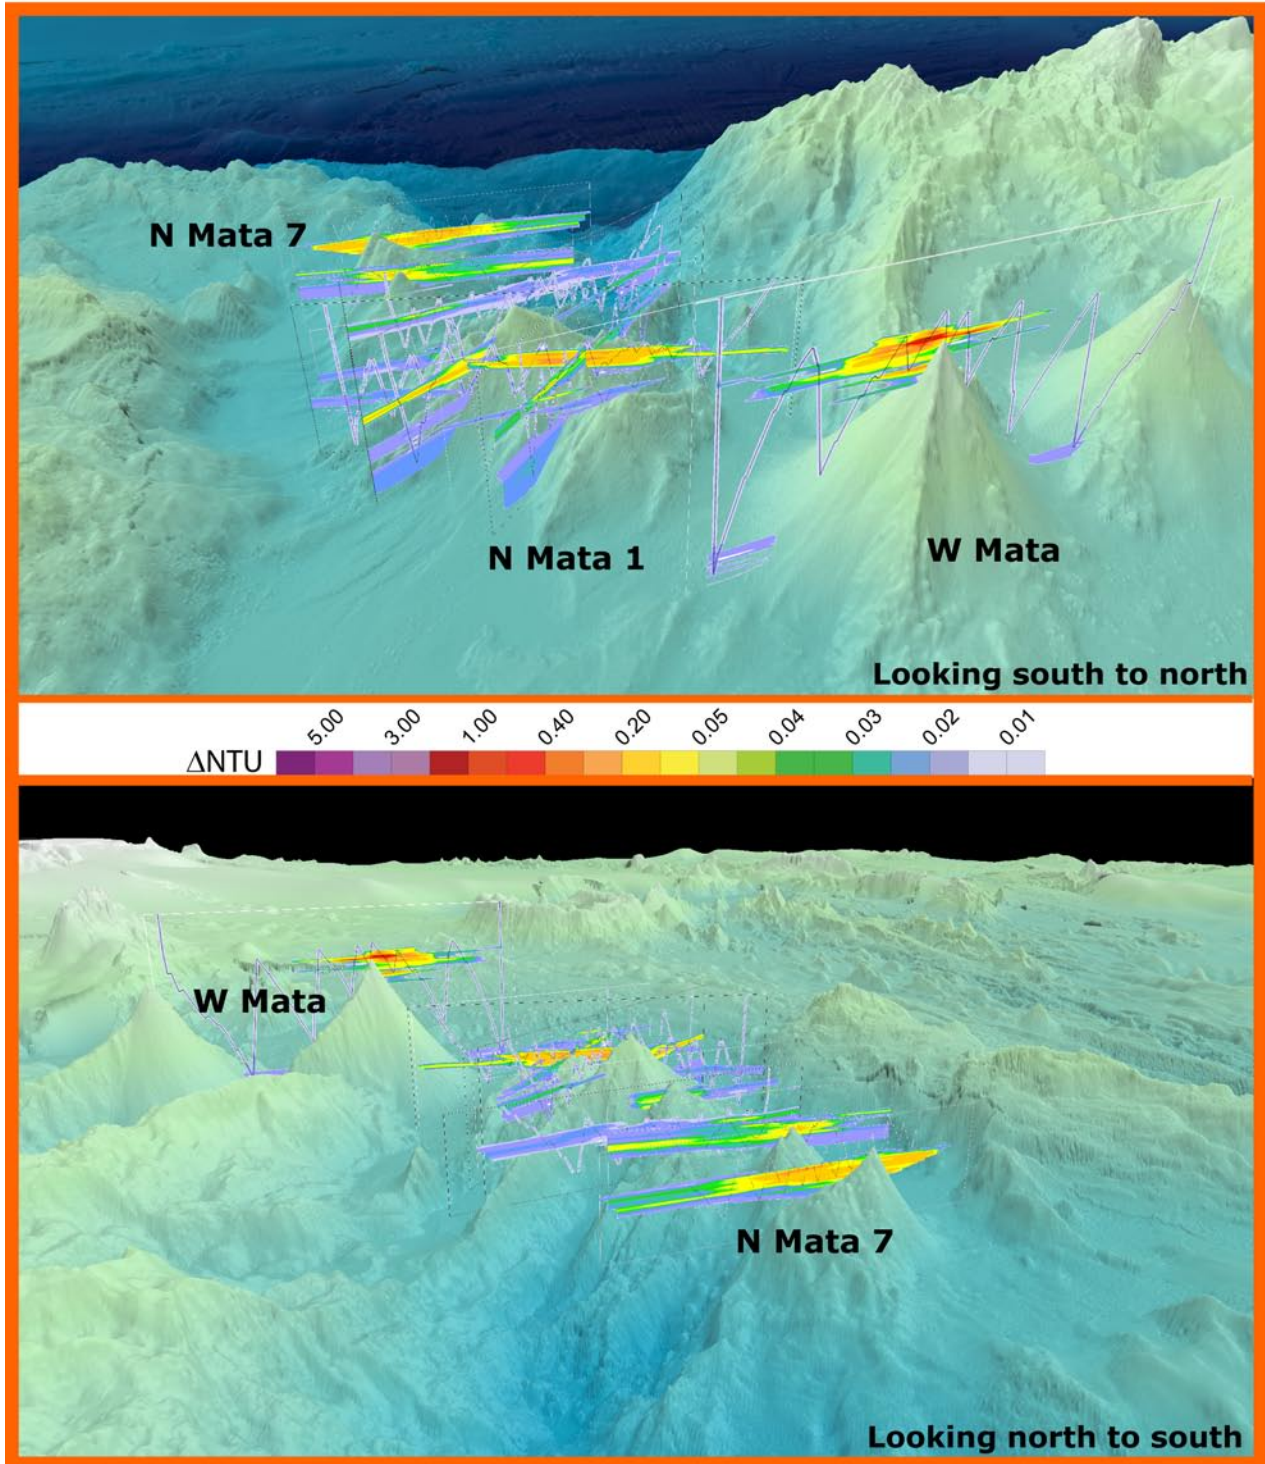 N Mata 7
N Mata 1
W Mata
Looking south to north
ΔNTU 5.00 3.00 1.00 0.40 0.20 0.05 0.04 0.03 0.02 0.01
W Mata
N Mata 7
Looking north to south